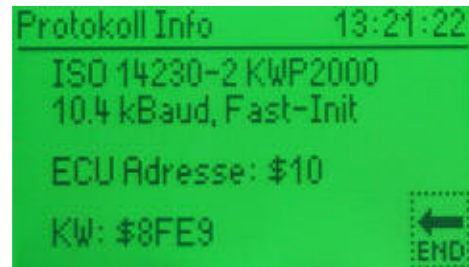 Protokoll Info 13:21:22
ISO 14230-2 KWP2000
10.4 kBaud, Fast-Init
ECU Adresse: $10
KW: $8FE9
END